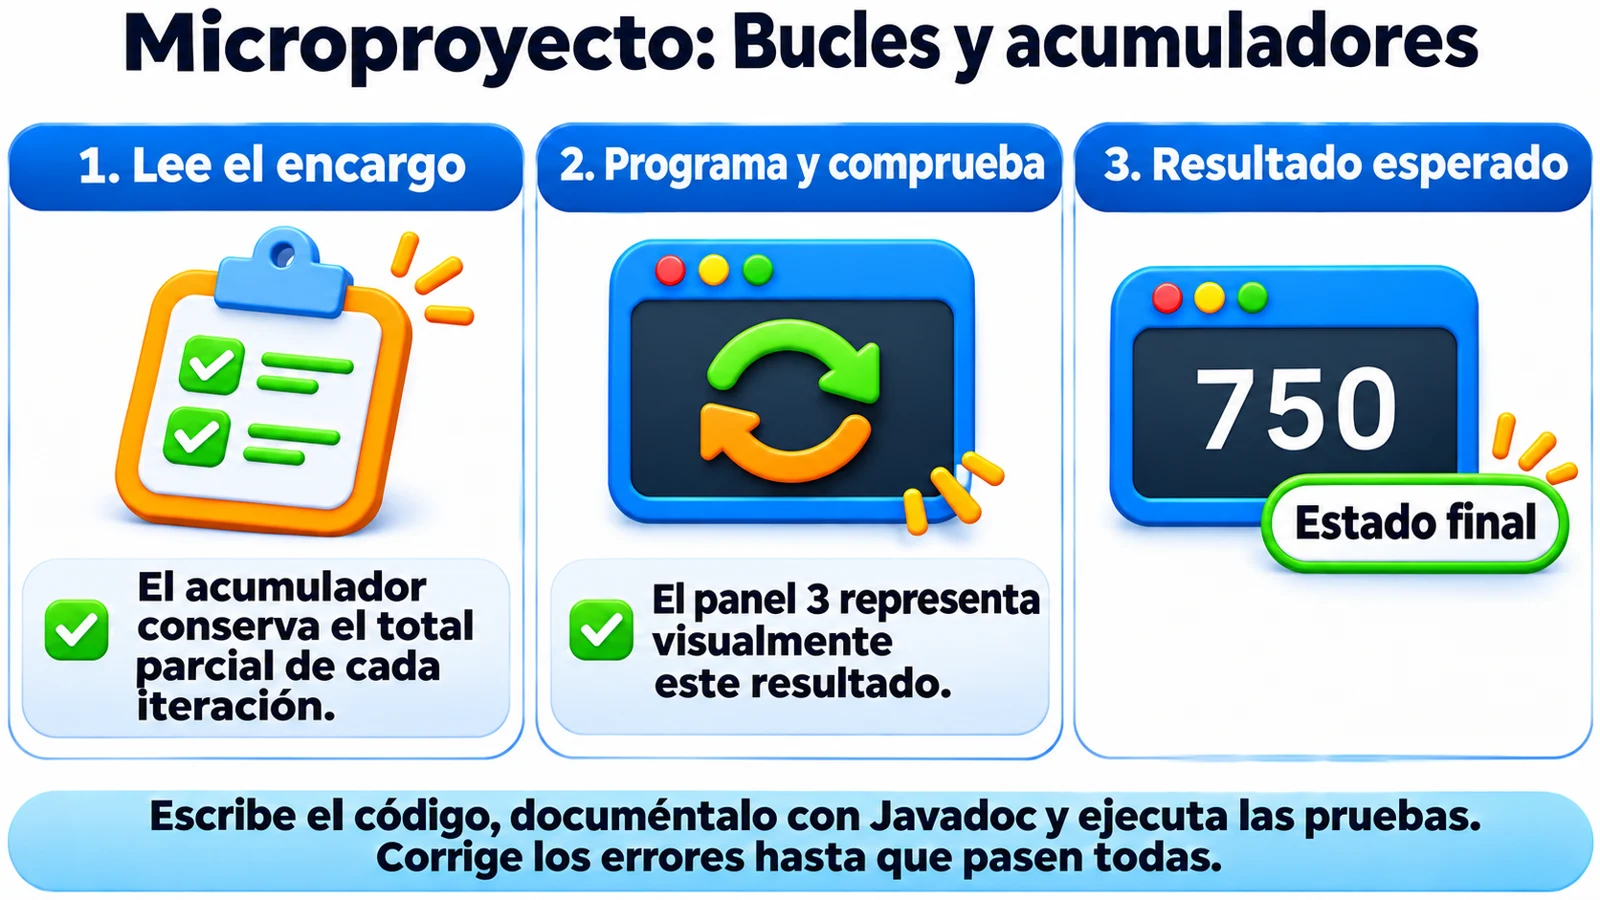 Microproyecto: Bucles y acumuladores
1. Lee el encargo
El acumulador
conserva el total
parcial de cada
iteración.
2. Programa y comprueba
El panel 3 representa
visualmente
este resultado.
3. Resultado esperado
750
Estado final
Escribe el código, documéntalo con Javadoc y ejecuta las pruebas.
Corrige los errores hasta que pasen todas.